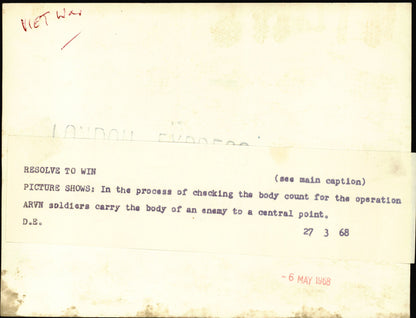 VIET War
LONDON EXPRESS
RESOLVE TO WIN
(see main caption)
PICTURE SHOWS: In the process of checking the body count for the operation
ARVN soldiers carry the body of an enemy to a central point.
D.E.
27 3 68
- 6 MAY 1968